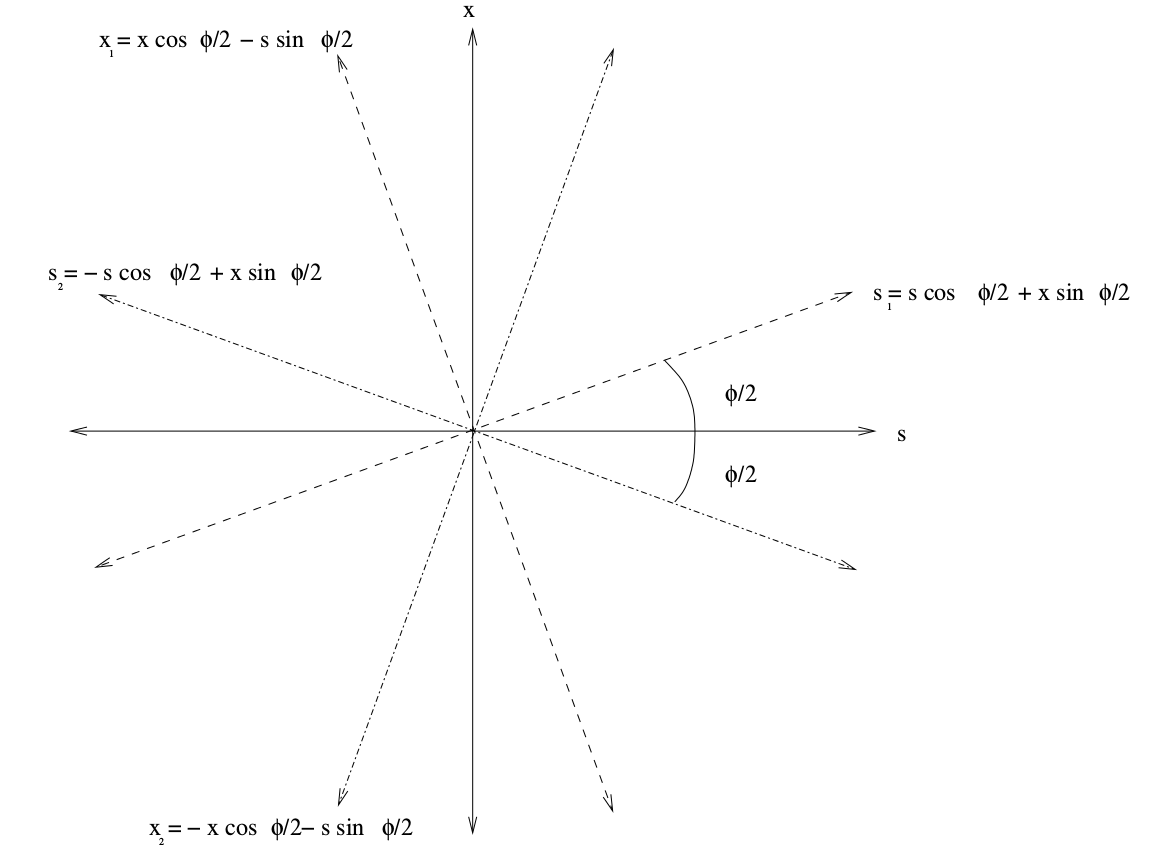 x
x₁= x cos ϕ/2 − s sin ϕ/2
s₂= − s cos ϕ/2 + x sin ϕ/2
s₁= s cos ϕ/2 + x sin ϕ/2
ϕ/2
s
ϕ/2
x₂= − x cos ϕ/2− s sin ϕ/2